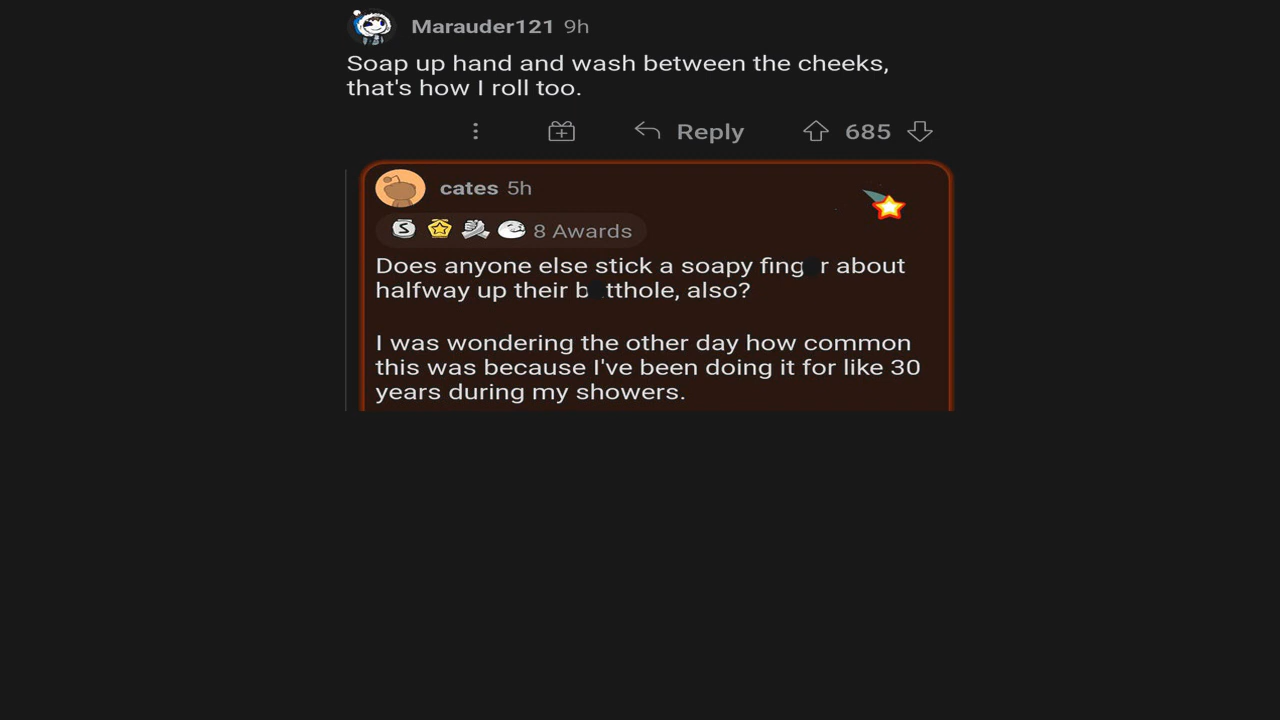 Marauder121 9h
Soap up hand and wash between the cheeks,
that's how I roll too.
Reply 685
cates 5h
S 8 Awards
Does anyone else stick a soapy fing r about
halfway up their b tthole, also?
I was wondering the other day how common
this was because I've been doing it for like 30
years during my showers.